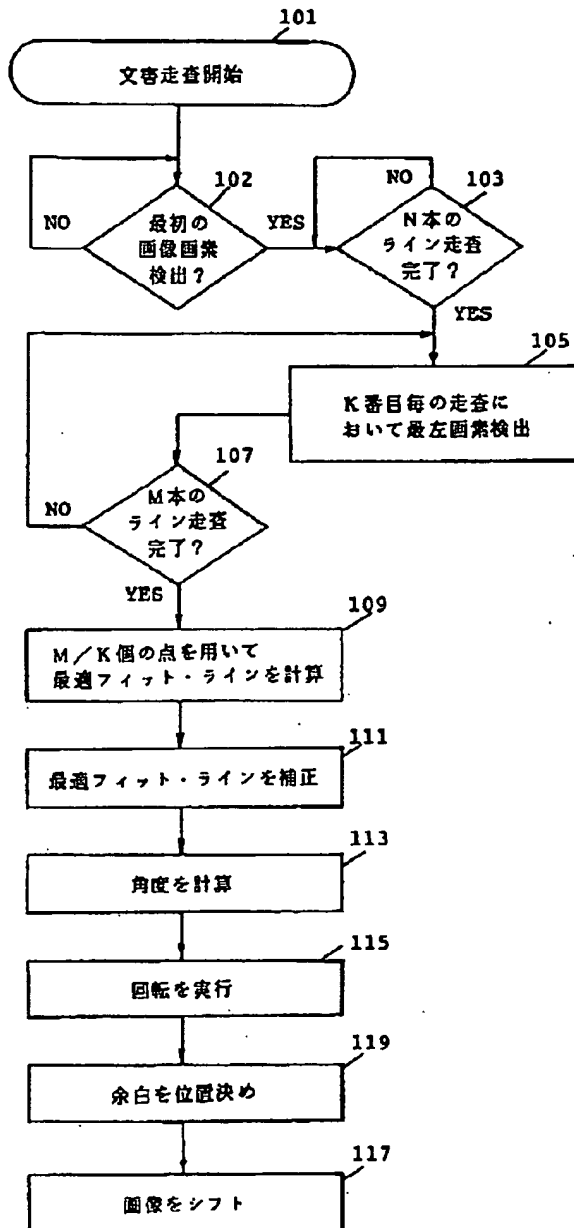 101
文書走査開始
102
最初の
画像画素
検出?
NO
YES
103
NO
N本の
ライン走査
完了?
YES
105
K番目毎の走査に
おいて最左画素検出
107
M本の
ライン走査
完了?
NO
YES
109
M/K個の点を用いて
最適フィット・ラインを計算
111
最適フィット・ラインを補正
113
角度を計算
115
回転を実行
119
余白を位置決め
117
画像をシフト